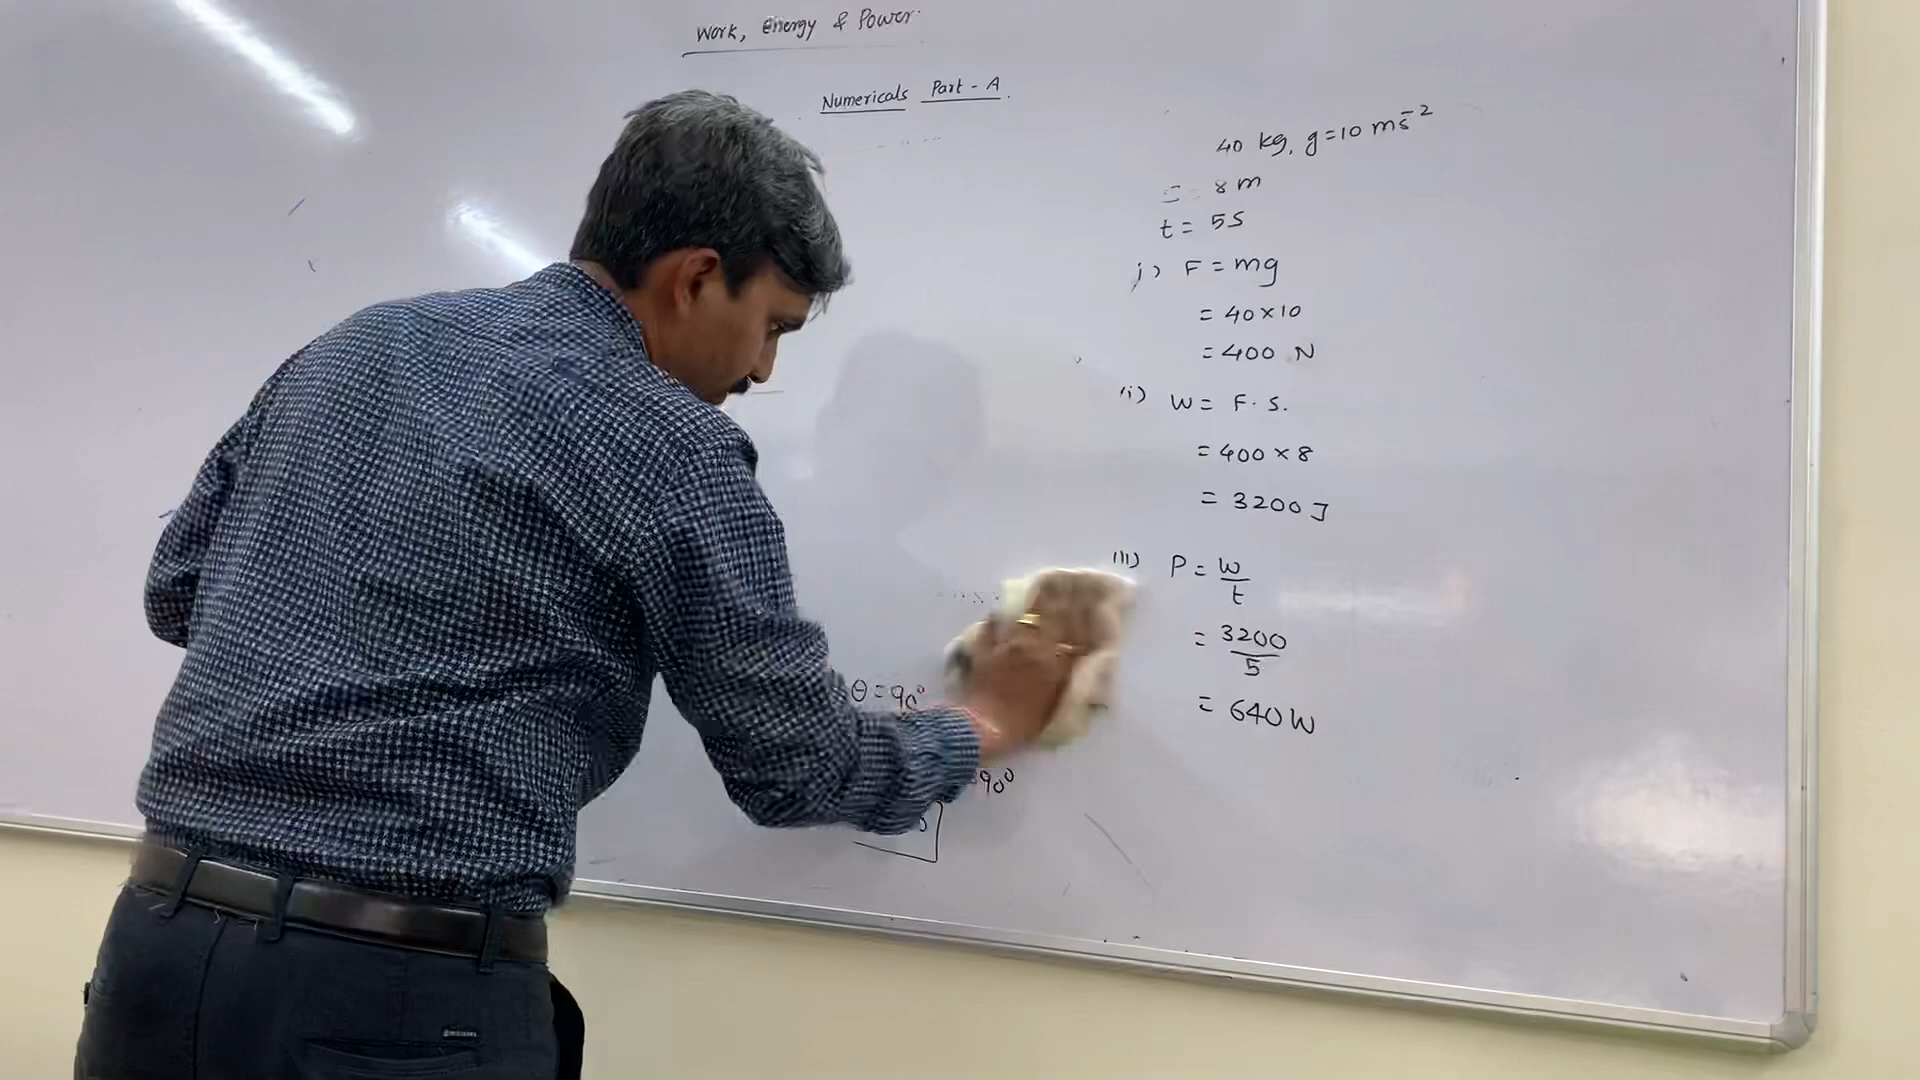 Work, Energy & Power.
Numericals Part - A.
40 kg, g = 10 ms⁻²
= 8 m
t = 5 s
i) F = mg
= 40 × 10
= 400 N
ii) W = F. S.
= 400 × 8
= 3200 J
iii) P = W/t
= 3200/5
= 640 W
θ = 90°
90°